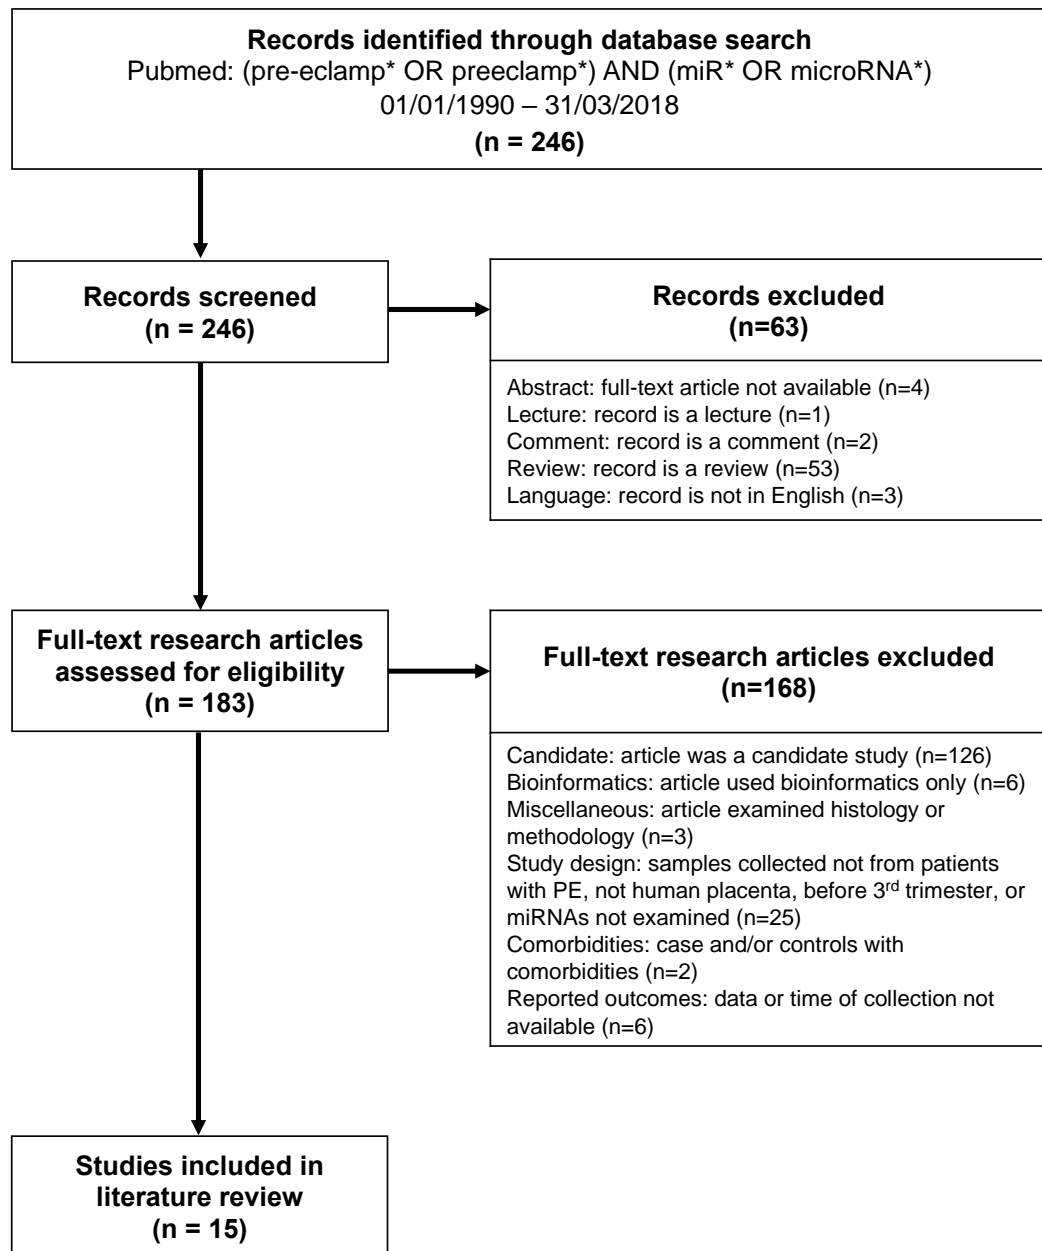 Records identified through database search
Pubmed: (pre-eclamp* OR preeclamp*) AND (miR* OR microRNA*)
01/01/1990 – 31/03/2018
(n = 246)
Records screened
(n = 246)
Records excluded
(n=63)
Abstract: full-text article not available (n=4)
Lecture: record is a lecture (n=1)
Comment: record is a comment (n=2)
Review: record is a review (n=53)
Language: record is not in English (n=3)
Full-text research articles
assessed for eligibility
(n = 183)
Full-text research articles excluded
(n=168)
Candidate: article was a candidate study (n=126)
Bioinformatics: article used bioinformatics only (n=6)
Miscellaneous: article examined histology or
methodology (n=3)
Study design: samples collected not from patients
with PE, not human placenta, before 3rd trimester, or
miRNAs not examined (n=25)
Comorbidities: case and/or controls with
comorbidities (n=2)
Reported outcomes: data or time of collection not
available (n=6)
Studies included in
literature review
(n = 15)